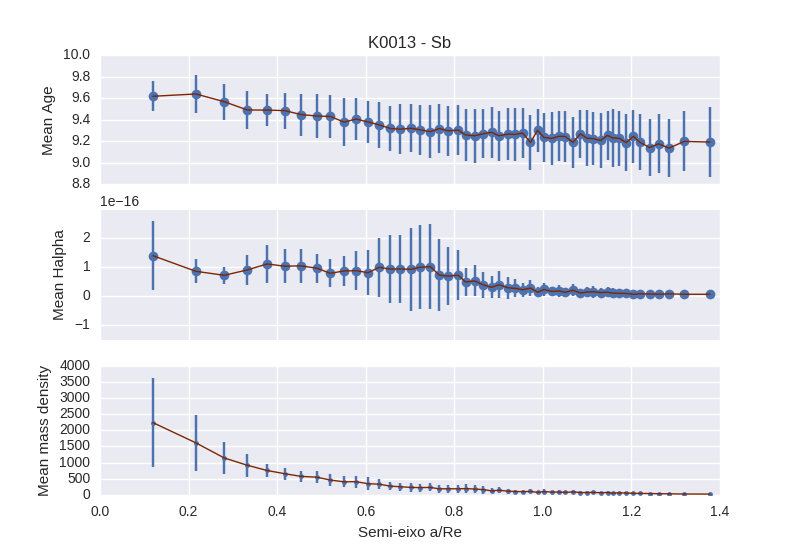 K0013 - Sb
10.0
9.8
9.6
9.4
9.2
9.0
8.8
Mean Age
1e−16
2
1
0
−1
Mean Halpha
4000
3500
3000
2500
2000
1500
1000
500
0
Mean mass density
0.0 0.2 0.4 0.6 0.8 1.0 1.2 1.4
Semi-eixo a/Re